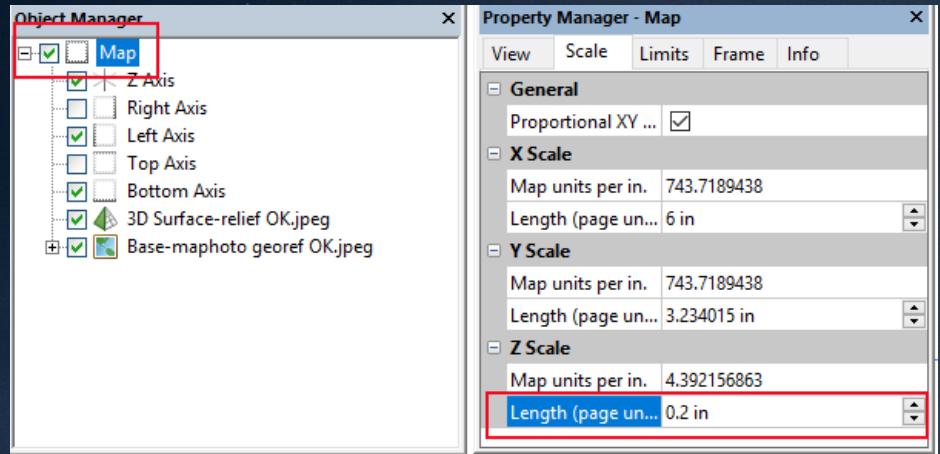 Object Manager
Map
Z Axis
Right Axis
Left Axis
Top Axis
Bottom Axis
3D Surface-relief OK.jpeg
Base-maphoto georef OK.jpeg
Property Manager - Map
View Scale Limits Frame Info
General
Proportional XY ...
X Scale
Map units per in. 743.7189438
Length (page un... 6 in
Y Scale
Map units per in. 743.7189438
Length (page un... 3.234015 in
Z Scale
Map units per in. 4.392156863
Length (page un... 0.2 in